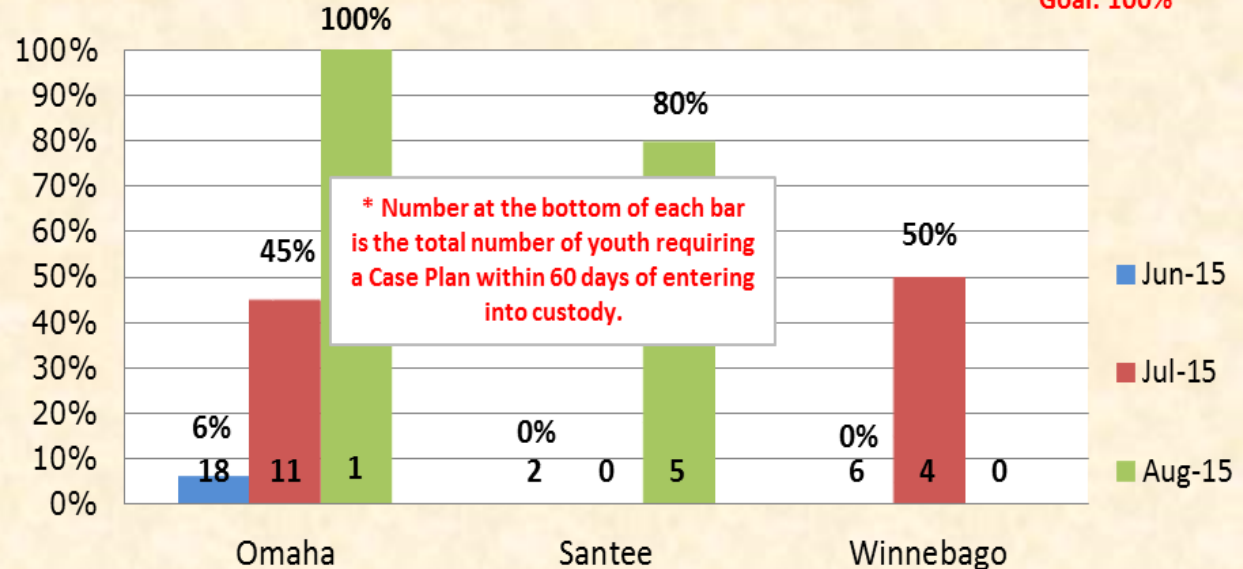 Goal: 100%
100%
100%
90%
80%
70%
60%
50%
40%
30%
20%
10%
0%
6%
45%
0%
80%
0%
50%
* Number at the bottom of each bar
is the total number of youth requiring
a Case Plan within 60 days of entering
into custody.
18 11 1 2 0 5 6 4 0
Omaha Santee Winnebago
Jun-15
Jul-15
Aug-15